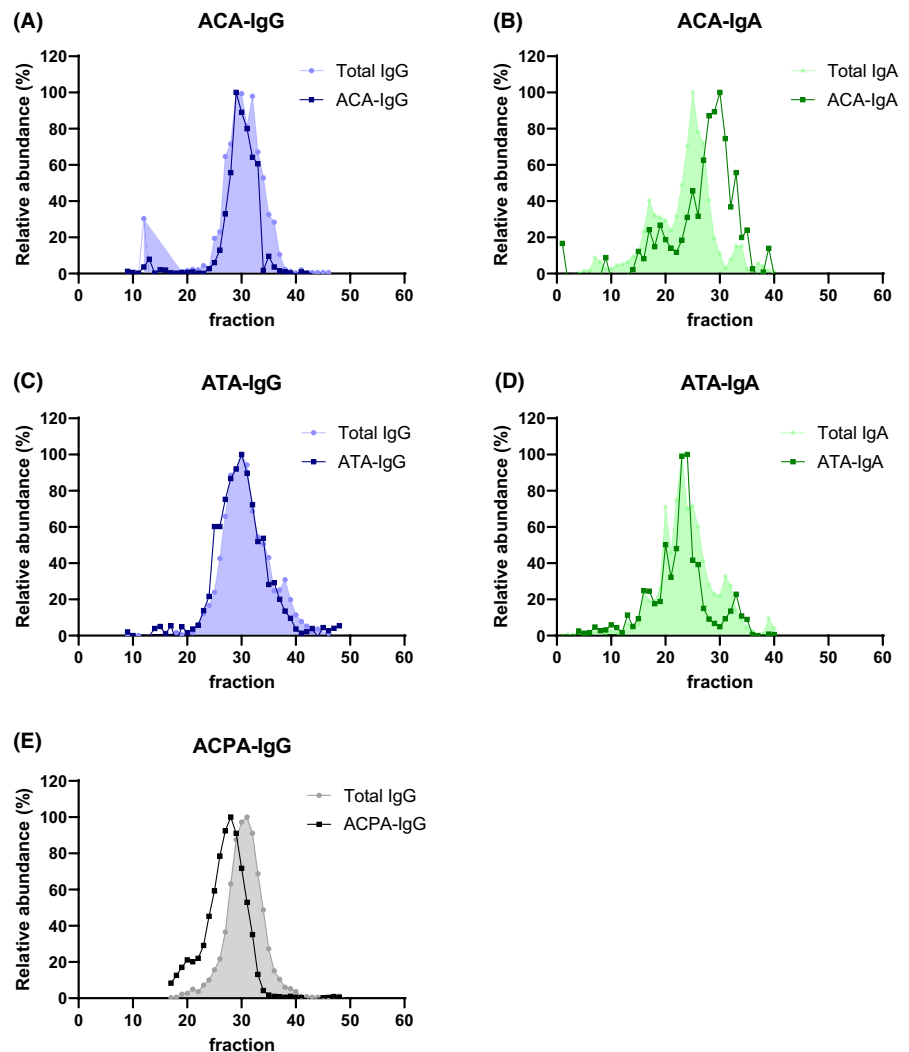 (A)
ACA-IgG
120
100
80
60
40
20
0
Relative abundance (%)
Total IgG
ACA-IgG
0 10 20 30 40 50 60
fraction
(B)
ACA-IgA
120
100
80
60
40
20
0
Relative abundance (%)
Total IgA
ACA-IgA
0 10 20 30 40 50 60
fraction
(C)
ATA-IgG
120
100
80
60
40
20
0
Relative abundance (%)
Total IgG
ATA-IgG
0 10 20 30 40 50 60
fraction
(D)
ATA-IgA
120
100
80
60
40
20
0
Relative abundance (%)
Total IgA
ATA-IgA
0 10 20 30 40 50 60
fraction
(E)
ACPA-IgG
120
100
80
60
40
20
0
Relative abundance (%)
Total IgG
ACPA-IgG
0 10 20 30 40 50 60
fraction